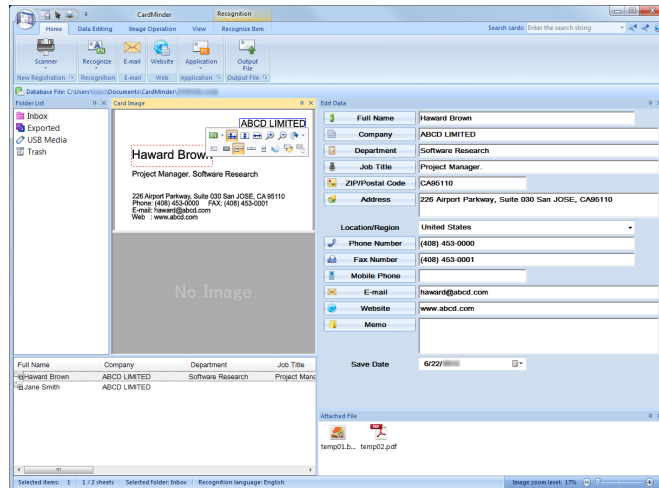 CardMinder
Recognition
Home Data Editing Image Operation View Recognize Item
Search cards: Enter the search string
Scanner Recognize E-mail Website Application Output File
New Registration Recognition E-mail Web Application Output File
Database File: C:\Users\ \Documents\CardMinder\
Folder List
Inbox
Exported
USB Media
Trash
Card Image
ABCD LIMITED
Haward Brown
Project Manager. Software Research
226 Airport Parkway, Suite 030 San JOSE, CA 95110
Phone: (408) 453-0000 FAX: (408) 453-0001
E-mail: haward@abcd.com
Web : www.abcd.com
No Image
Edit Data
Full Name Haward Brown
Company ABCD LIMITED
Department Software Research
Job Title Project Manager.
ZIP/Postal Code CA95110
Address 226 Airport Parkway, Suite 030 San JOSE, CA95110
Location/Region United States
Phone Number (408) 453-0000
Fax Number (408) 453-0001
Mobile Phone
E-mail haward@abcd.com
Website www.abcd.com
Memo
Save Date 6/22/
Full Name Company Department Job Title
Haward Brown ABCD LIMITED Software Research Project Mana
Jane Smith ABCD LIMITED
Attached File
temp01.b... temp02.pdf
Selected items: 1 1 / 2 sheets Selected folder: Inbox Recognition language: English
Image zoom level: 17%